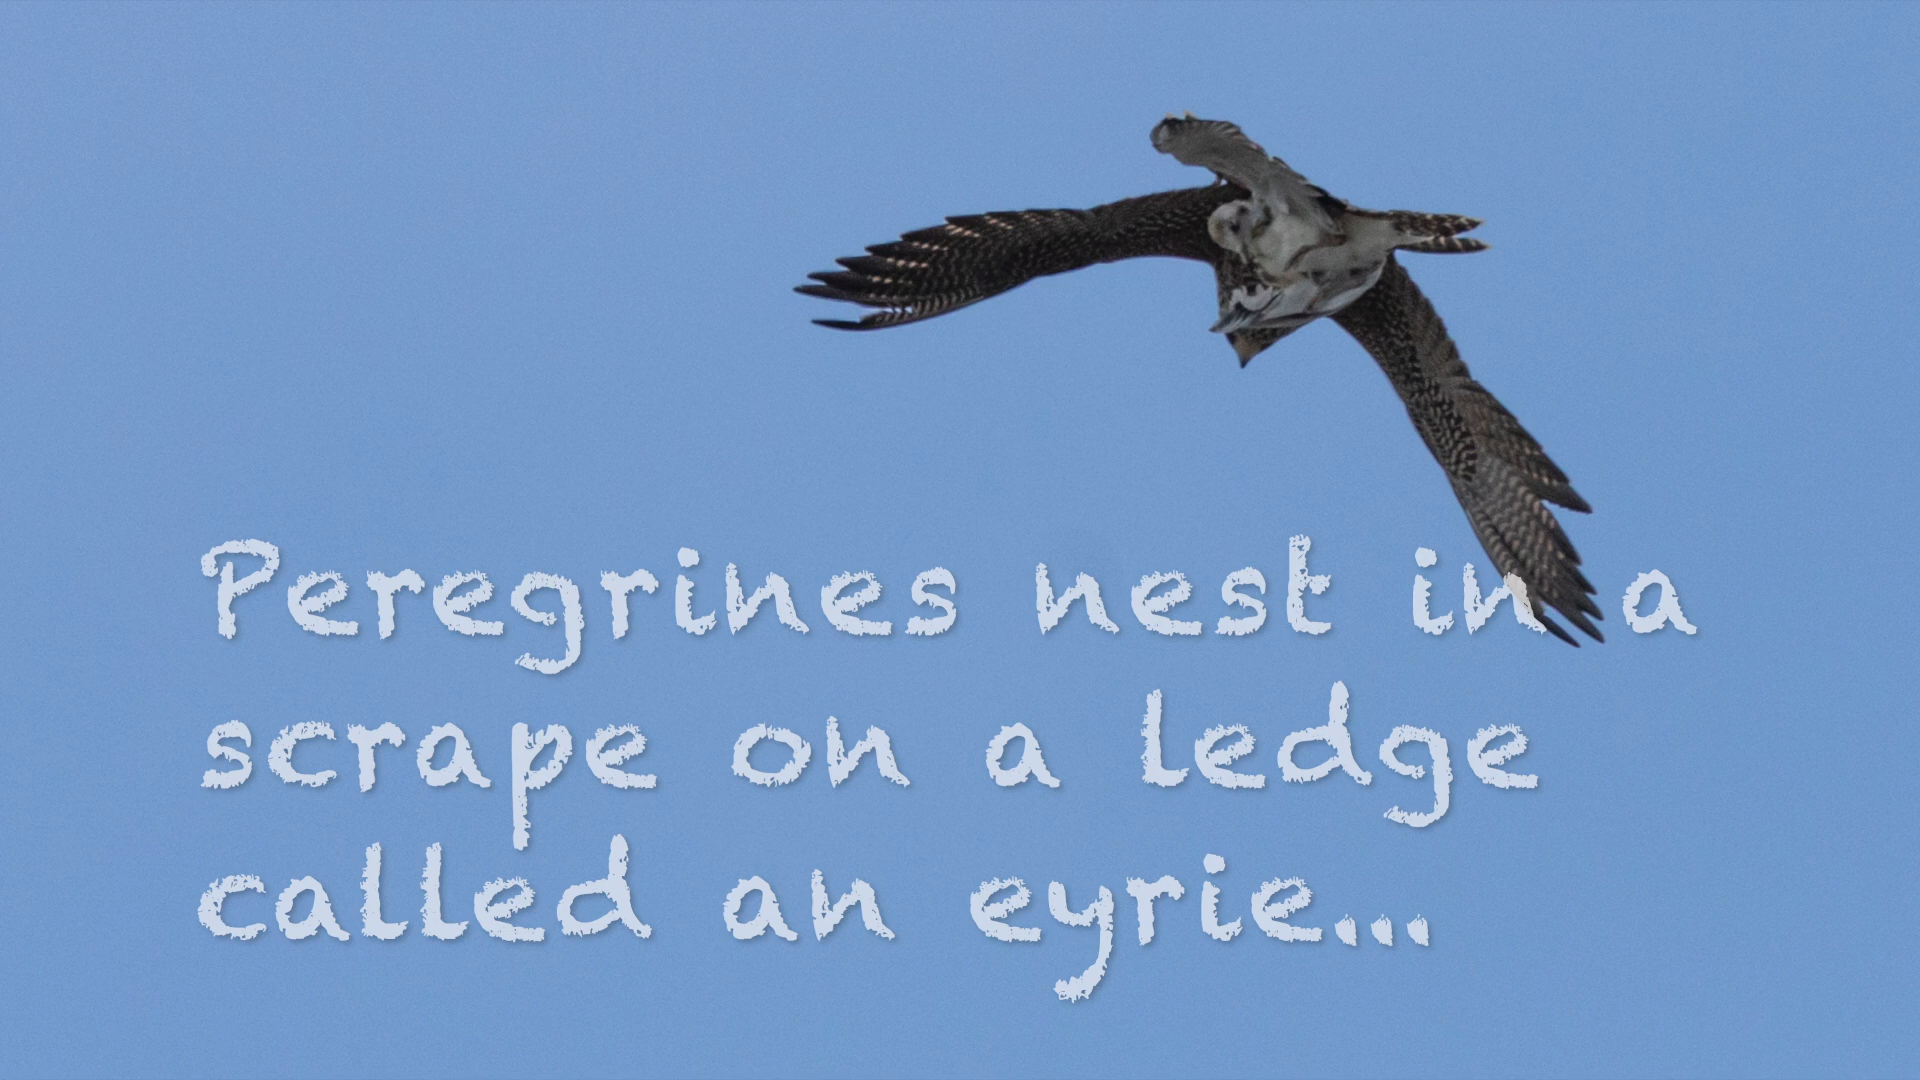 Peregrines nest in a
scrape on a ledge
called an eyrie...